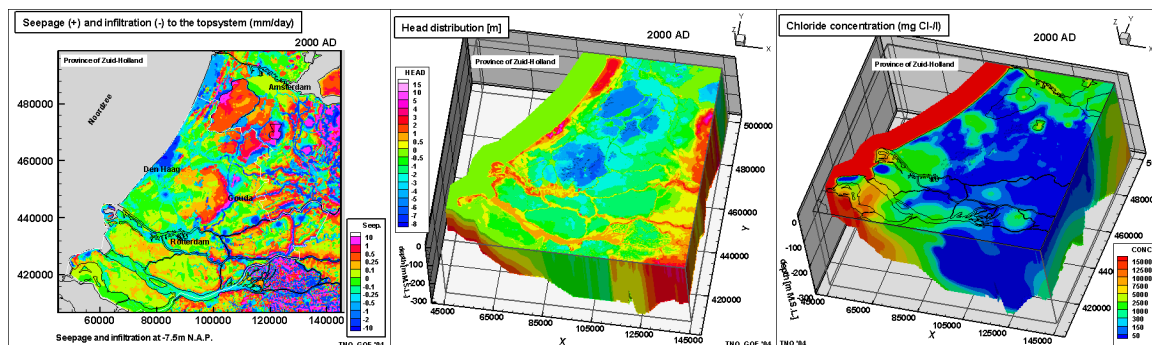 Seepage (+) and infiltration (-) to the topsystem (mm/day)
2000 AD
Province of Zuid-Holland
Noordzee
Amsterdam
Den Haag
Gouda
Rotterdam
480000
460000
440000
420000
60000 80000 100000 120000 140000
Seep.
10
1
0.5
0.25
0.1
0
-0.1
-0.25
-0.5
-1
-2
-10
Seepage and infiltration at -7.5m N.A.P.
Head distribution [m]
2000 AD
Z Y X
Province of Zuid-Holland
HEAD
15
10
5
4
3
2
1
0
-0.5
-1
-2
-3
-4
-5
-6
-7
-8
500000
480000
460000
440000
420000
Y
0
-100
-200
-300
45000 65000 85000 105000 125000 145000
X
Chloride concentration (mg Cl-/l)
2000 AD
Z Y X
Province of Zuid-Holland
480000
460000
440000
420000
0
-100
-200
-300
65000 85000 105000 125000 145000
X
CONC
15000
10000
7500
5000
2500
1000
300
150
50